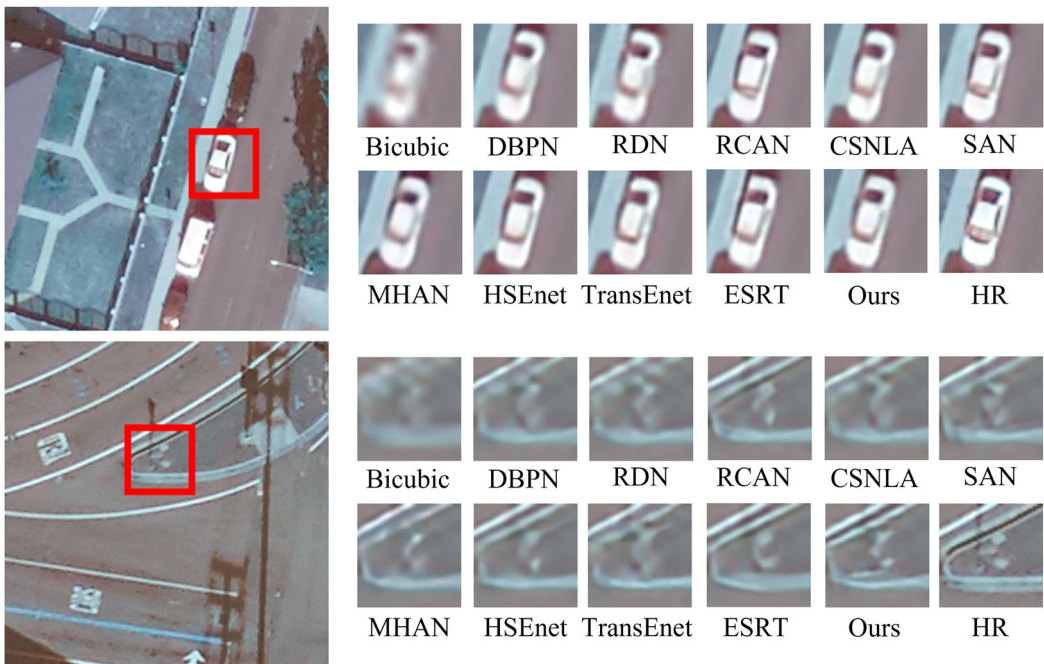 Bicubic DBPN RDN RCAN CSNLA SAN
MHAN HSEnet TransEnet ESRT Ours HR
Bicubic DBPN RDN RCAN CSNLA SAN
MHAN HSEnet TransEnet ESRT Ours HR